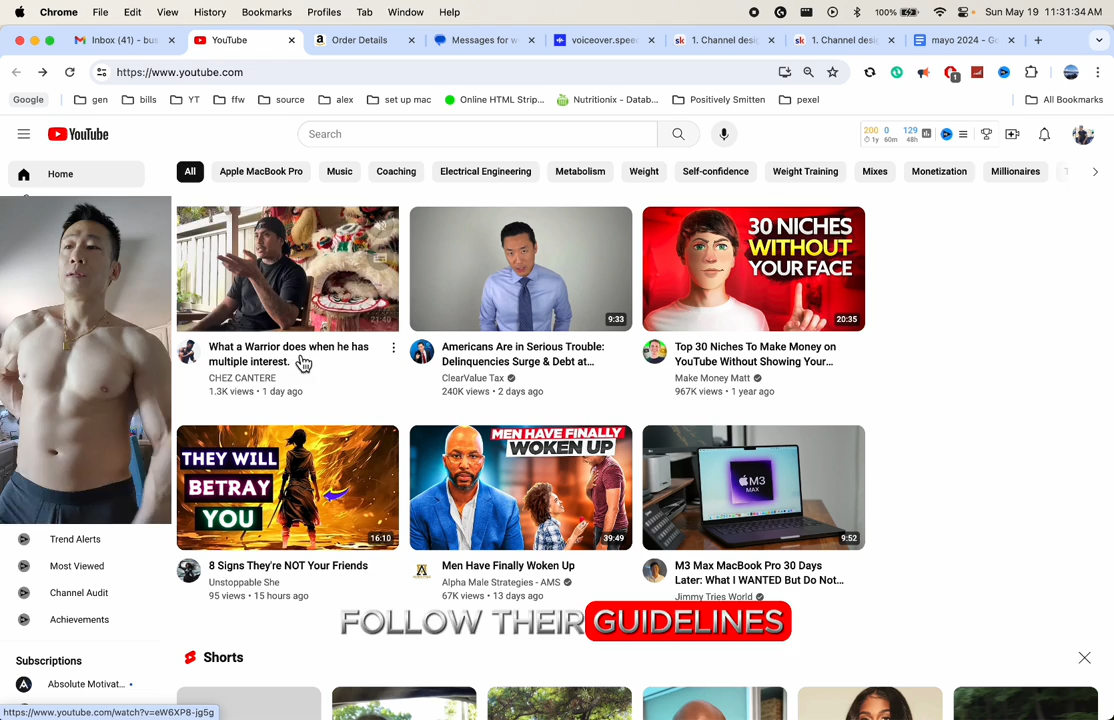 Chrome File Edit View History Bookmarks Profiles Tab Window Help 100% Sun May 19 11:31:34 AM
Inbox (41) - bus YouTube Order Details Messages for w voiceover.spee 1. Channel desig 1. Channel desi mayo 2024 - Go
https://www.youtube.com
Google gen bills YT ffw source alex set up mac Online HTML Strip... Nutritionix - Datab... Positively Smitten pexel All Bookmarks
YouTube Search 200 1y 0 60m 129 48h
Home All Apple MacBook Pro Music Coaching Electrical Engineering Metabolism Weight Self-confidence Weight Training Mixes Monetization Millionaires
21:40
9:33
30 NICHES
WITHOUT
YOUR FACE
20:35
What a Warrior does when he has
multiple interest.
CHEZ CANTERE
1.3K views • 1 day ago
Americans Are in Serious Trouble:
Delinquencies Surge & Debt at...
ClearValue Tax
240K views • 2 days ago
Top 30 Niches To Make Money on
YouTube Without Showing Your...
Make Money Matt
967K views • 1 year ago
THEY WILL
BETRAY
YOU
16:10
MEN HAVE FINALLY
WOKEN UP
39:49
M3
MAX
9:52
8 Signs They're NOT Your Friends
Unstoppable She
95 views • 15 hours ago
Men Have Finally Woken Up
Alpha Male Strategies - AMS
67K views • 13 days ago
M3 Max MacBook Pro 30 Days
Later: What I WANTED But Do Not...
Jimmy Tries World
Trend Alerts
Most Viewed
Channel Audit
Achievements
FOLLOW THEIR GUIDELINES
Subscriptions
Absolute Motivat...
Shorts
https://www.youtube.com/watch?v=eW6XP8-jg5g